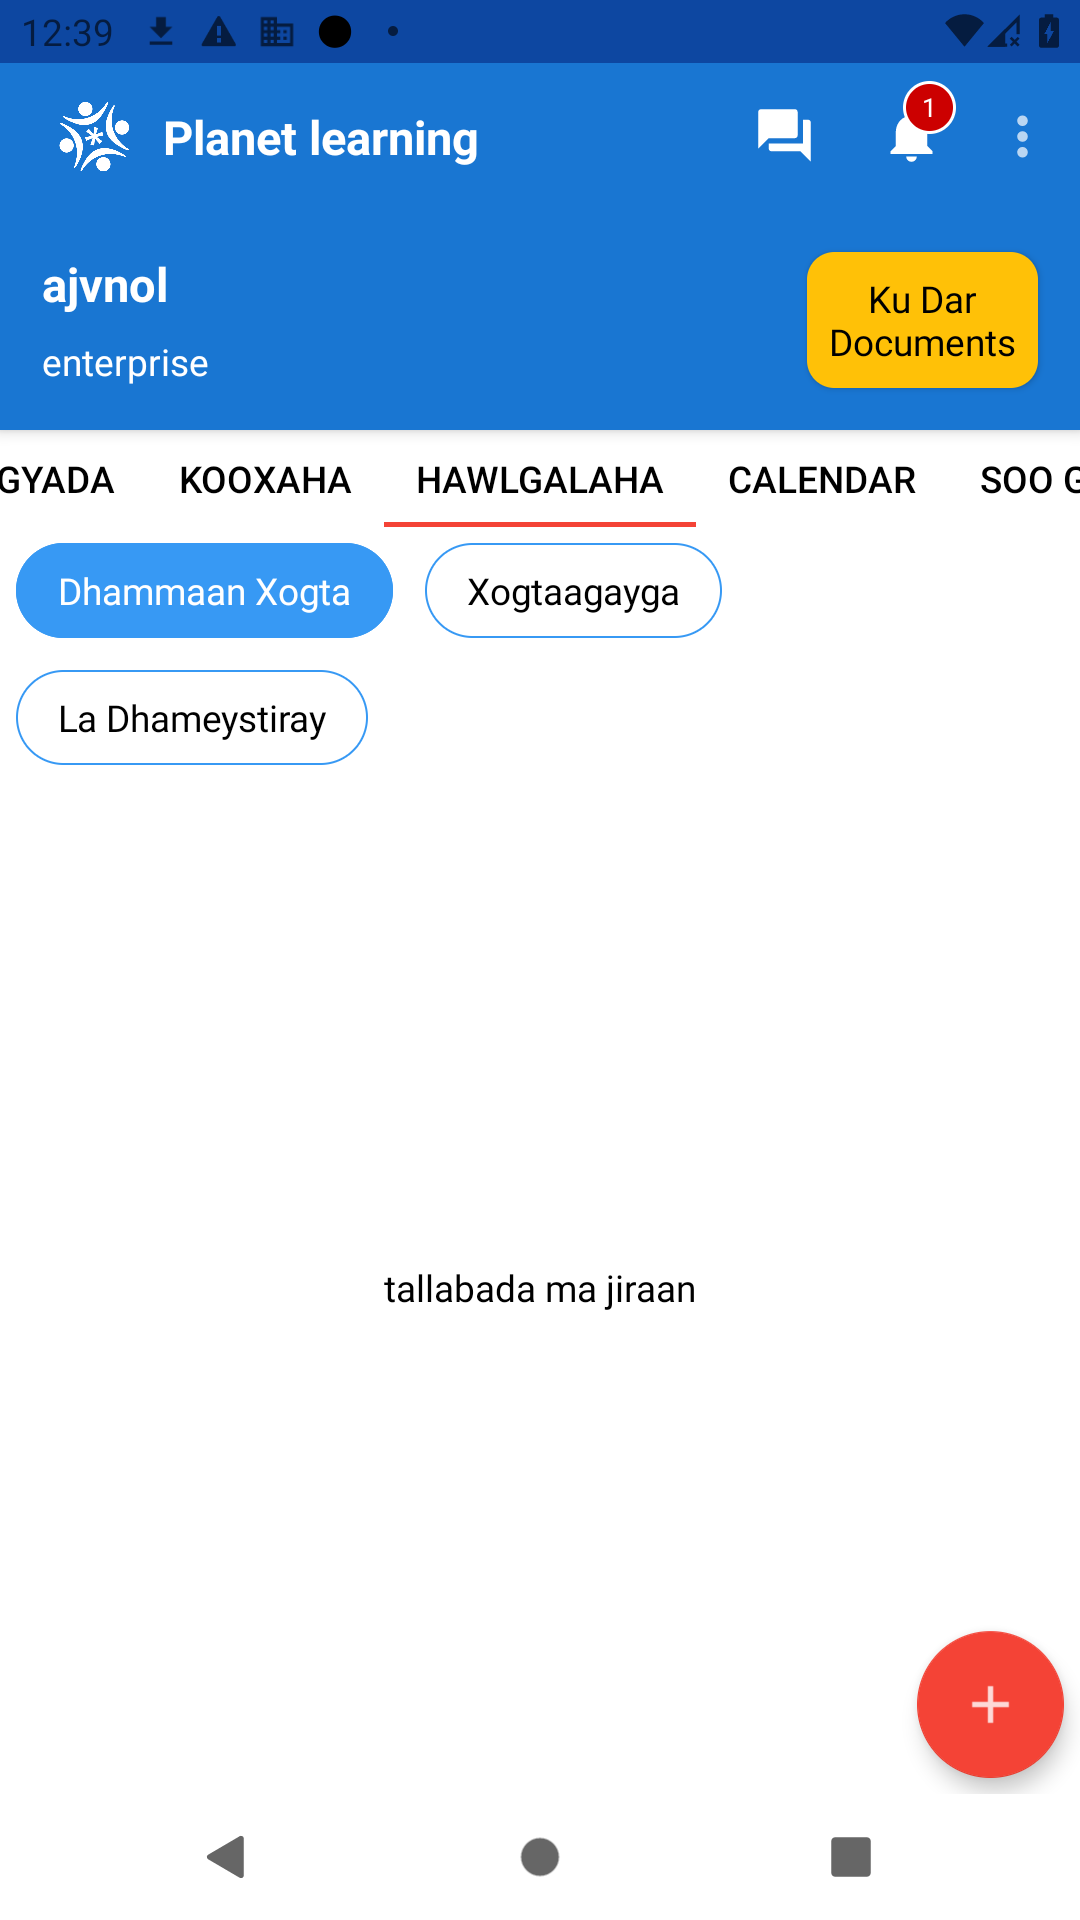 12:39
Planet learning
1
ajvnol
enterprise
Ku Dar
Documents
GYADA KOOXAHA HAWLGALAHA CALENDAR SOO G
Dhammaan Xogta
Xogtaagayga
La Dhameystiray
tallabada ma jiraan